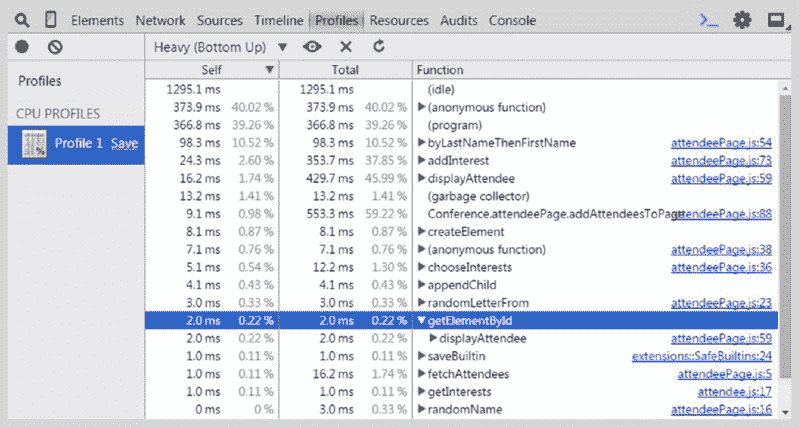 Elements Network Sources Timeline Profiles Resources Audits Console
Heavy (Bottom Up)
Profiles
CPU PROFILES
Profile 1 Save
Self Total Function
1295.1 ms 1295.1 ms (idle)
373.9 ms 40.02 % 373.9 ms 40.02 % (anonymous function)
366.8 ms 39.26 % 366.8 ms 39.26 % (program)
98.3 ms 10.52 % 98.3 ms 10.52 % byLastNameThenFirstName attendeePage.js:54
24.3 ms 2.60 % 353.7 ms 37.85 % addInterest attendeePage.js:73
16.2 ms 1.74 % 429.7 ms 45.99 % displayAttendee attendeePage.js:59
13.2 ms 1.41 % 13.2 ms 1.41 % (garbage collector)
9.1 ms 0.98 % 553.3 ms 59.22 % Conference.attendeePage.addAttendeesToPage attendeePage.js:88
8.1 ms 0.87 % 8.1 ms 0.87 % createElement
7.1 ms 0.76 % 7.1 ms 0.76 % (anonymous function) attendeePage.js:38
5.1 ms 0.54 % 12.2 ms 1.30 % chooseInterests attendeePage.js:36
4.1 ms 0.43 % 4.1 ms 0.43 % appendChild
3.0 ms 0.33 % 3.0 ms 0.33 % randomLetterFrom attendeePage.js:23
2.0 ms 0.22 % 2.0 ms 0.22 % getElementById
2.0 ms 0.22 % 2.0 ms 0.22 % displayAttendee attendeePage.js:59
1.0 ms 0.11 % 1.0 ms 0.11 % saveBuiltin extensions::SafeBuiltins:24
1.0 ms 0.11 % 16.2 ms 1.74 % fetchAttendees attendeePage.js:5
1.0 ms 0.11 % 1.0 ms 0.11 % getInterests attendee.js:17
0 ms 0 % 3.0 ms 0.33 % randomName attendeePage.js:16